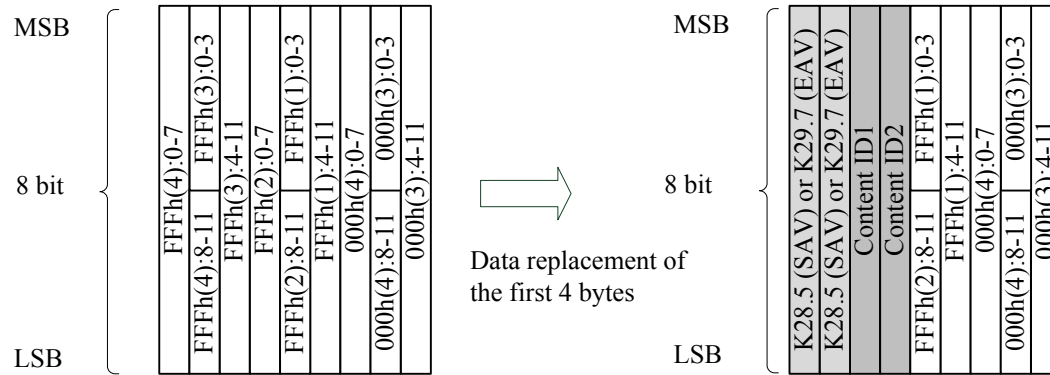 MSB
8 bit
LSB
FFFh(4):0-7
FFFh(3):0-3
FFFh(4):8-11
FFFh(3):4-11
FFFh(2):0-7
FFFh(1):0-3
FFFh(2):8-11
FFFh(1):4-11
000h(4):0-7
000h(3):0-3
000h(4):8-11
000h(3):4-11
Data replacement of
the first 4 bytes
MSB
8 bit
LSB
K28.5 (SAV) or K29.7 (EAV)
K28.5 (SAV) or K29.7 (EAV)
Content ID1
Content ID2
FFFh(1):0-3
FFFh(2):8-11
FFFh(1):4-11
000h(4):0-7
000h(3):0-3
000h(4):8-11
000h(3):4-11